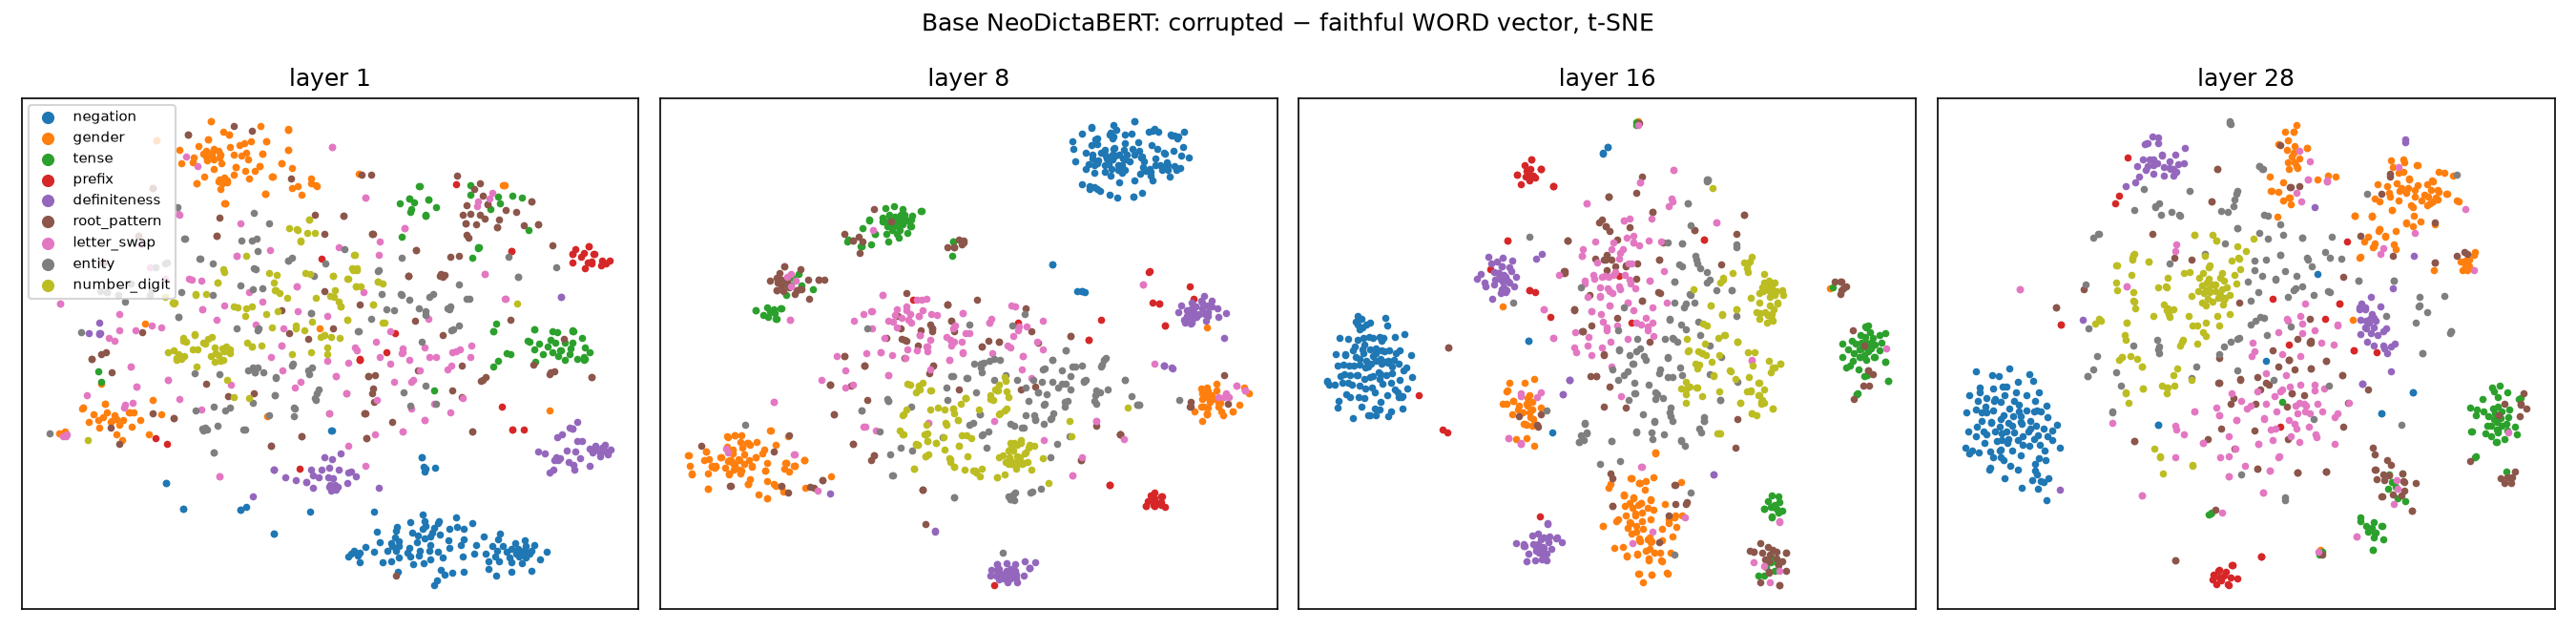 Base NeoDictaBERT: corrupted − faithful WORD vector, t-SNE
layer 1
layer 8
layer 16
layer 28
negation
gender
tense
prefix
definiteness
root_pattern
letter_swap
entity
number_digit